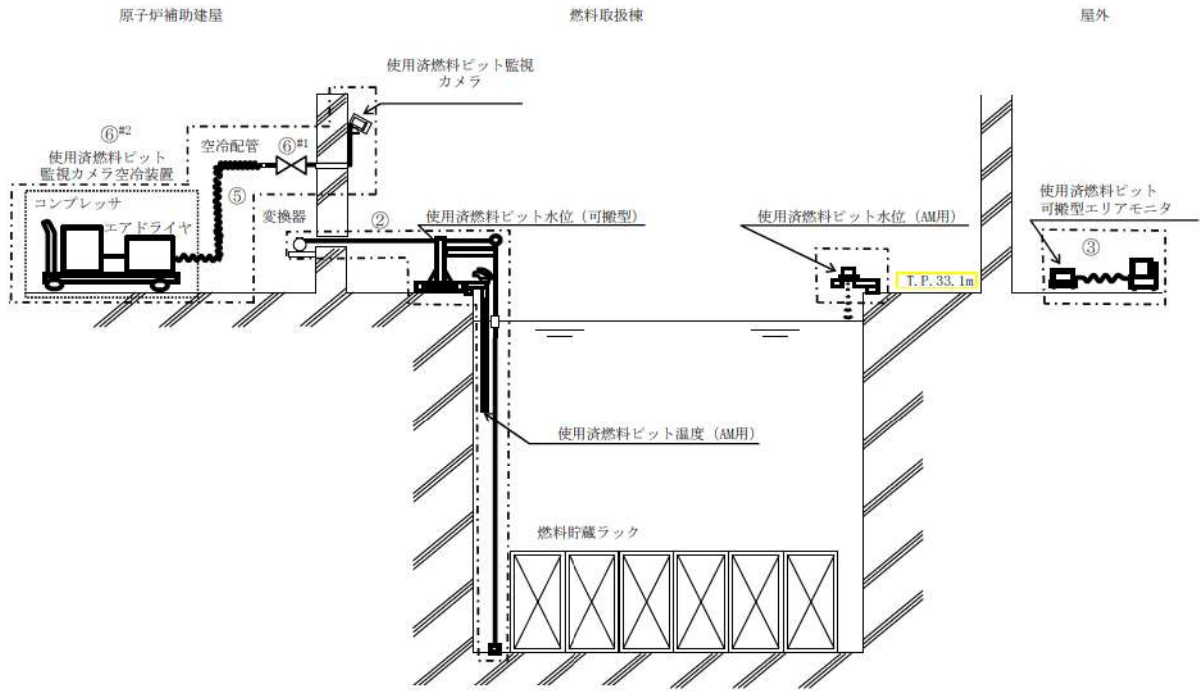 原子炉補助建屋
燃料取扱棟
屋外
使用済燃料ピット監視
カメラ
⑥#2
使用済燃料ピット
監視カメラ空冷装置
空冷配管
⑥#1
コンプレッサ
エアドライヤ
⑤
変換器
②
使用済燃料ピット水位（可搬型）
使用済燃料ピット水位（AM用）
T.P.33.1m
使用済燃料ピット
可搬型エリアモニタ
③
使用済燃料ピット温度（AM用）
燃料貯蔵ラック